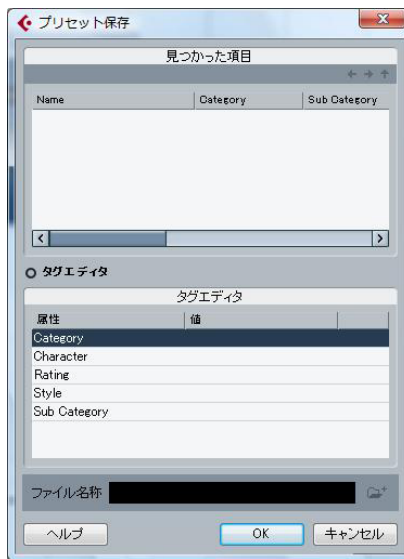 プリセット保存
見つかった項目
Name Category Sub Category
タグエディタ
タグエディタ
属性 値
Category
Character
Rating
Style
Sub Category
ファイル名称
ヘルプ OK キャンセル